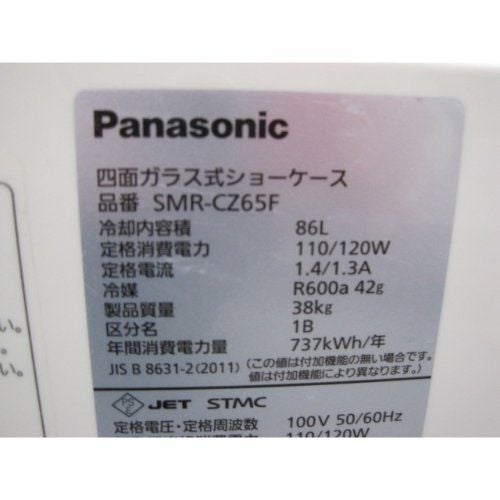 Panasonic
四面ガラス式ショーケース
品番 SMR-CZ65F
冷却内容積 86L
定格消費電力 110/120W
定格電流 1.4/1.3A
冷媒 R600a 42g
製品質量 38kg
区分名 1B
年間消費電力量 737kWh/年
JIS B 8631-2(2011) (この値は付加機能の無い場合です。
値は付加機能により異なります。)
PS E JET STMC
定格電圧・定格周波数 100V 50/60Hz
110/120W
い。
。
い。